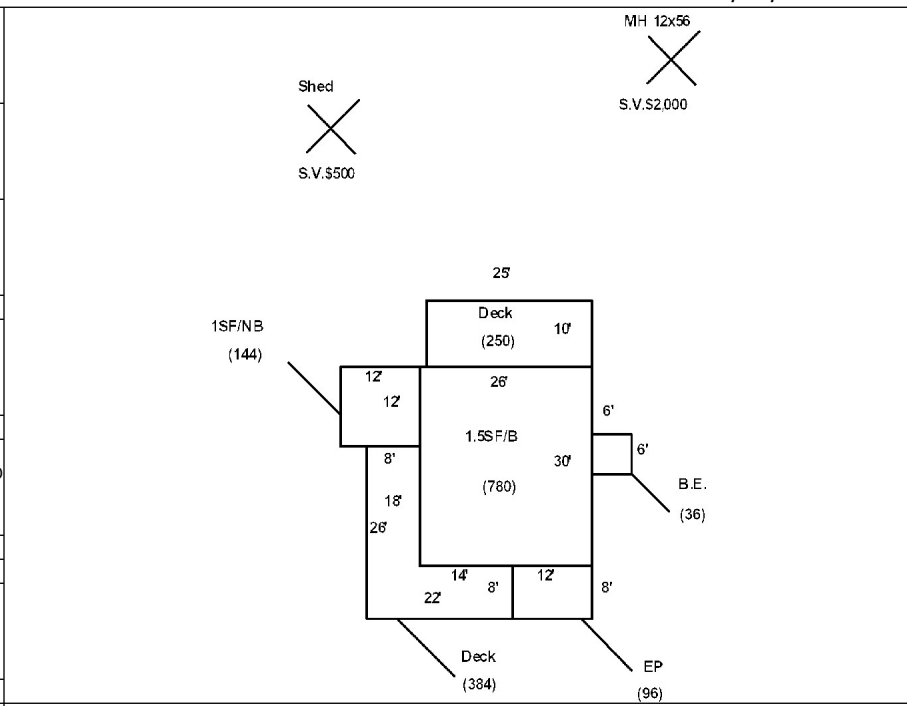 MH 12x56
S.V.$2,000
Shed
S.V.$500
25'
Deck
10'
(250)
1SF/NB
(144)
12'
12'
26'
6'
1.5SF/B
6'
8'
30'
B.E.
(780)
(36)
18'
26'
14'
8'
12'
8'
22'
Deck
(384)
EP
(96)